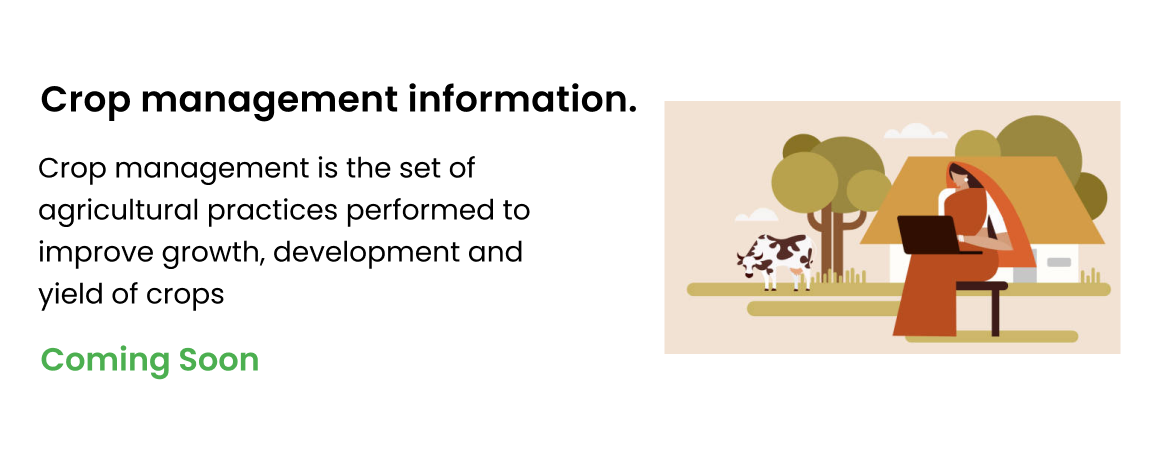 Crop management information.
Crop management is the set of
agricultural practices performed to
improve growth, development and
yield of crops
Coming Soon